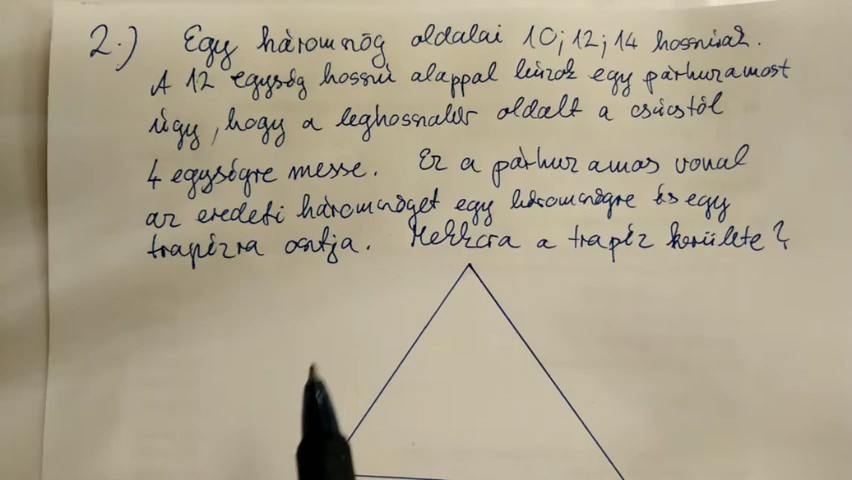 2.) Egy háromszög oldalai 10; 12; 14 hosszúak.
A 12 egység hosszú alappal húzok egy párhuzamost
úgy, hogy a leghosszabb oldalt a csúcstól
4 egységre messe. Ez a párhuzamos vonal
az eredeti háromszöget egy háromszögre és egy
trapézra osztja. Mekkora a trapéz kerülete?